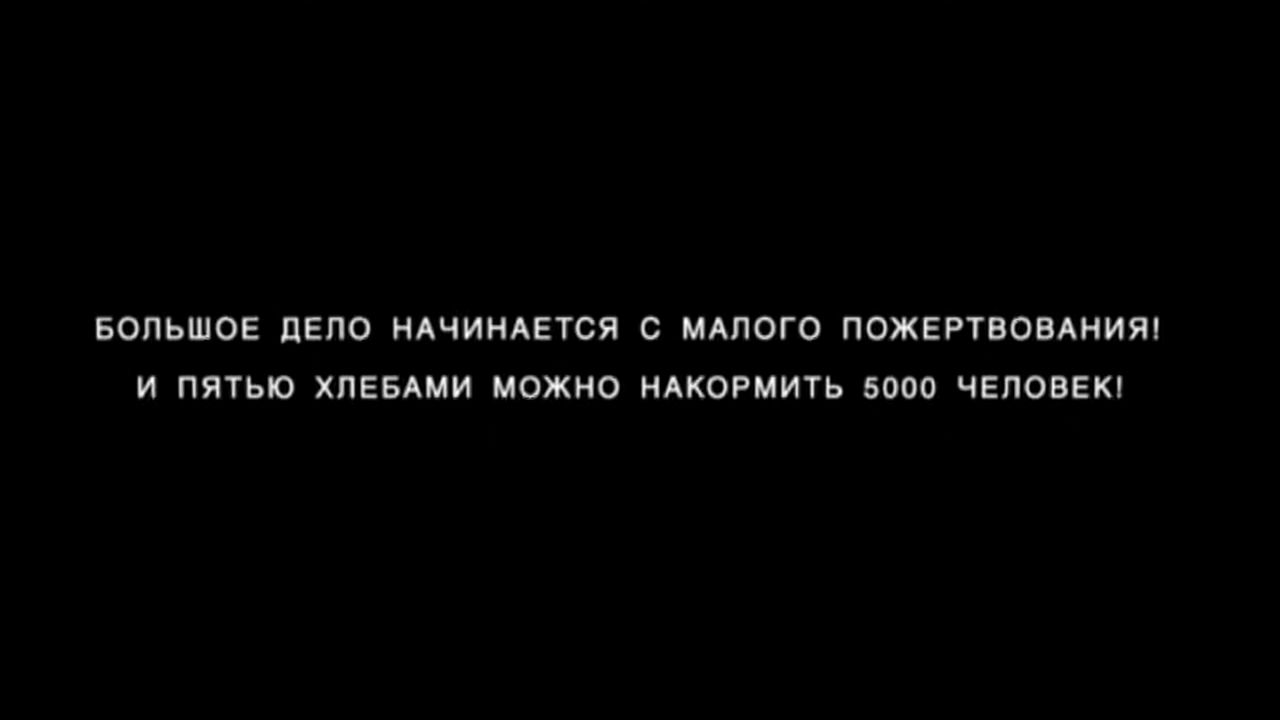 БОЛЬШОЕ ДЕЛО НАЧИНАЕТСЯ С МАЛОГО ПОЖЕРТВОВАНИЯ!
И ПЯТЬЮ ХЛЕБАМИ МОЖНО НАКОРМИТЬ 5000 ЧЕЛОВЕК!